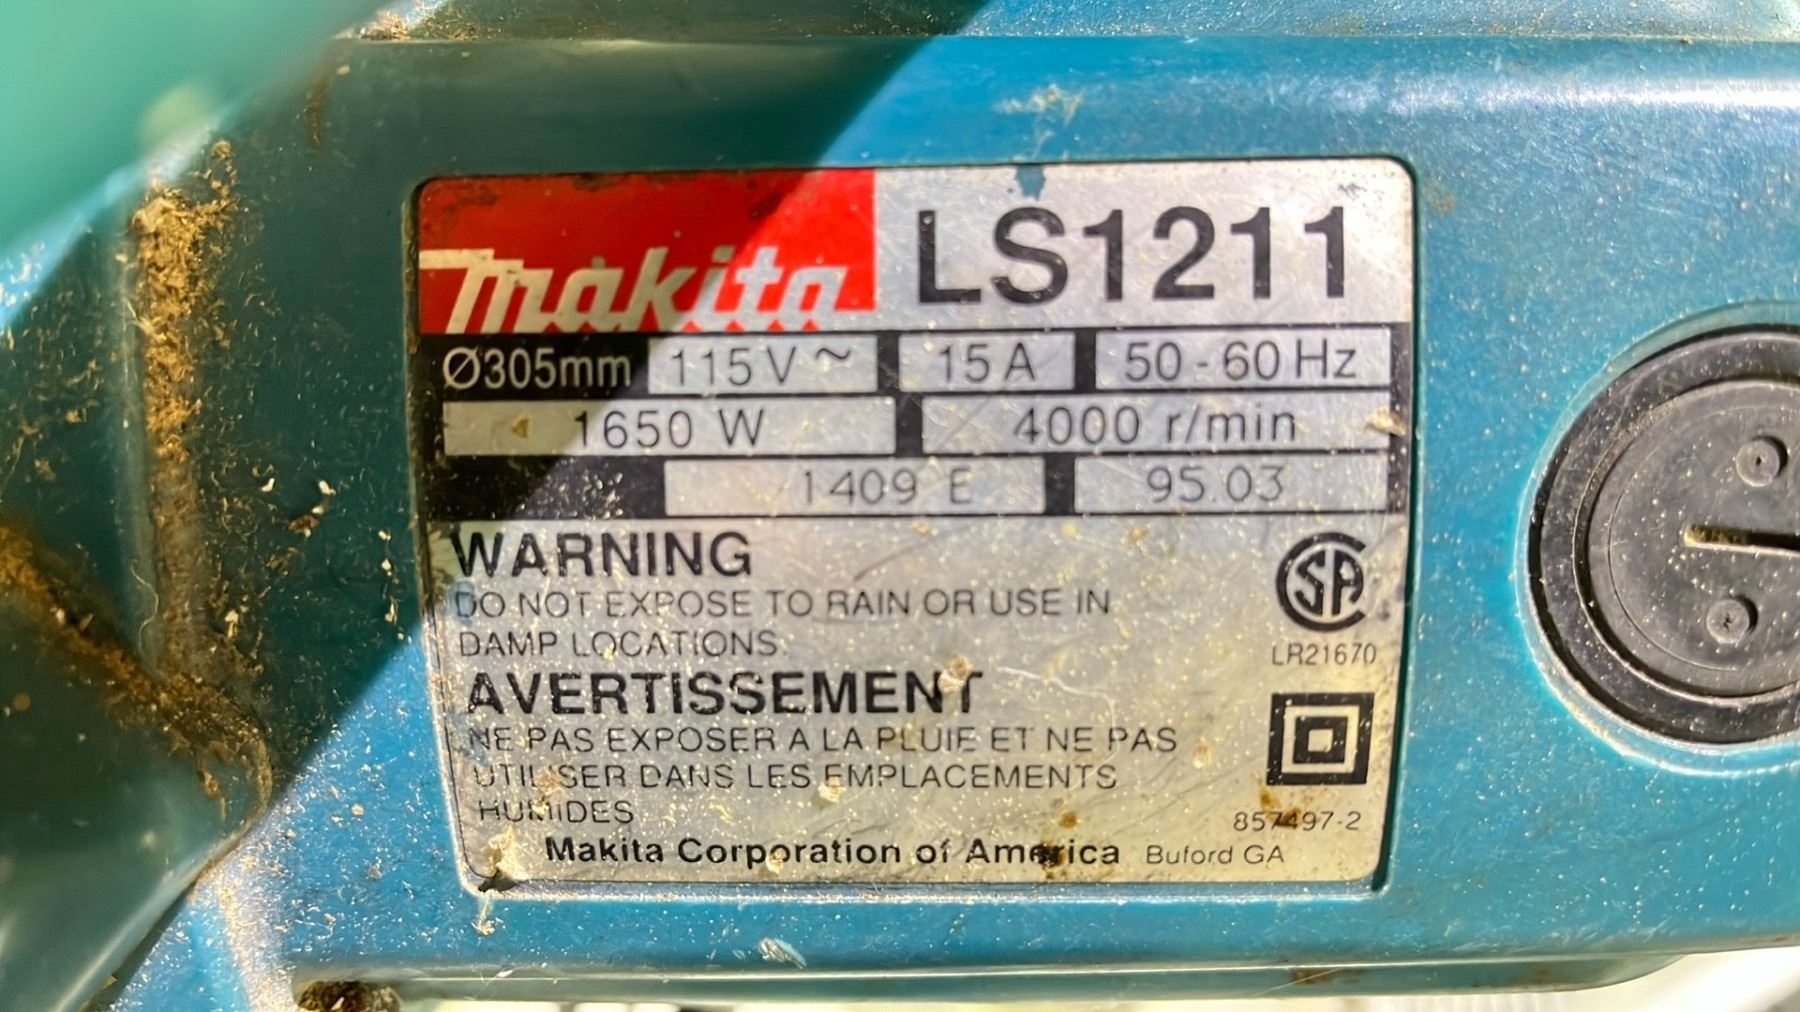 makita LS1211
Ø305mm 115V~ 15A 50-60Hz
1650 W 4000 r/min
1409 E 95.03
WARNING
DO NOT EXPOSE TO RAIN OR USE IN
DAMP LOCATIONS.
SA
LR21670
AVERTISSEMENT
NE PAS EXPOSER A LA PLUIE ET NE PAS
UTILISER DANS LES EMPLACEMENTS
HUMIDES
857497-2
Makita Corporation of America Buford GA